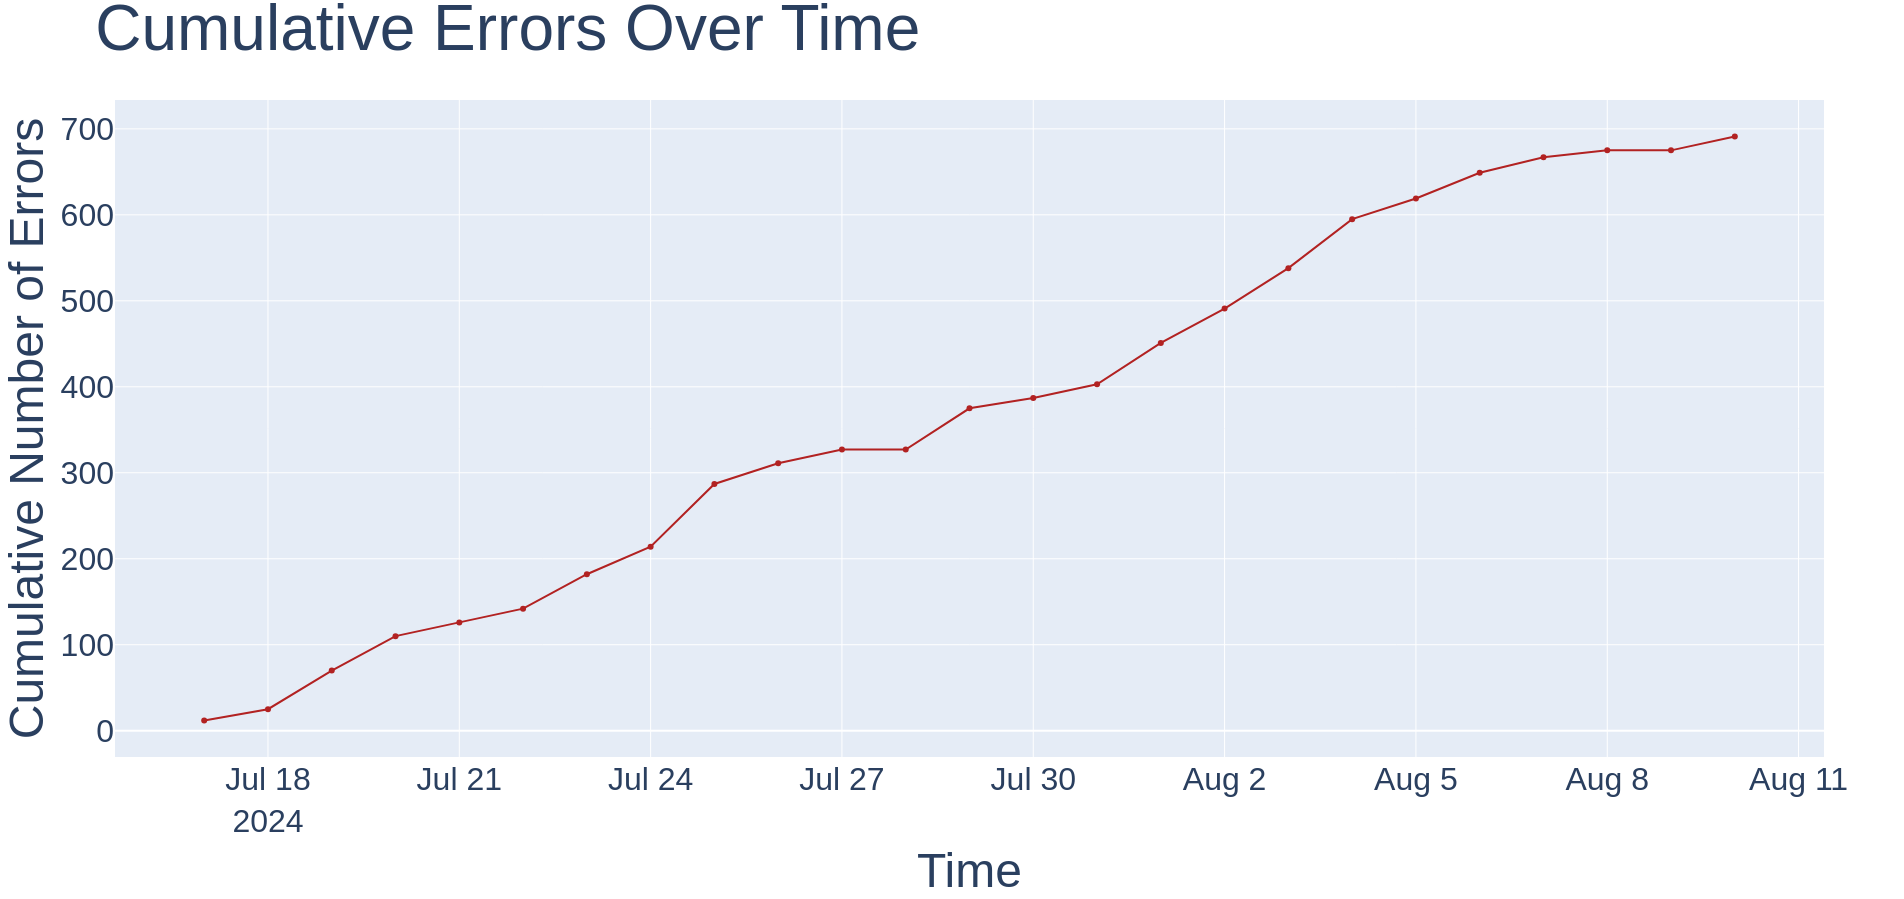 Cumulative Errors Over Time
Cumulative Number of Errors
700
600
500
400
300
200
100
0
Jul 18
2024
Jul 21
Jul 24
Jul 27
Jul 30
Aug 2
Aug 5
Aug 8
Aug 11
Time